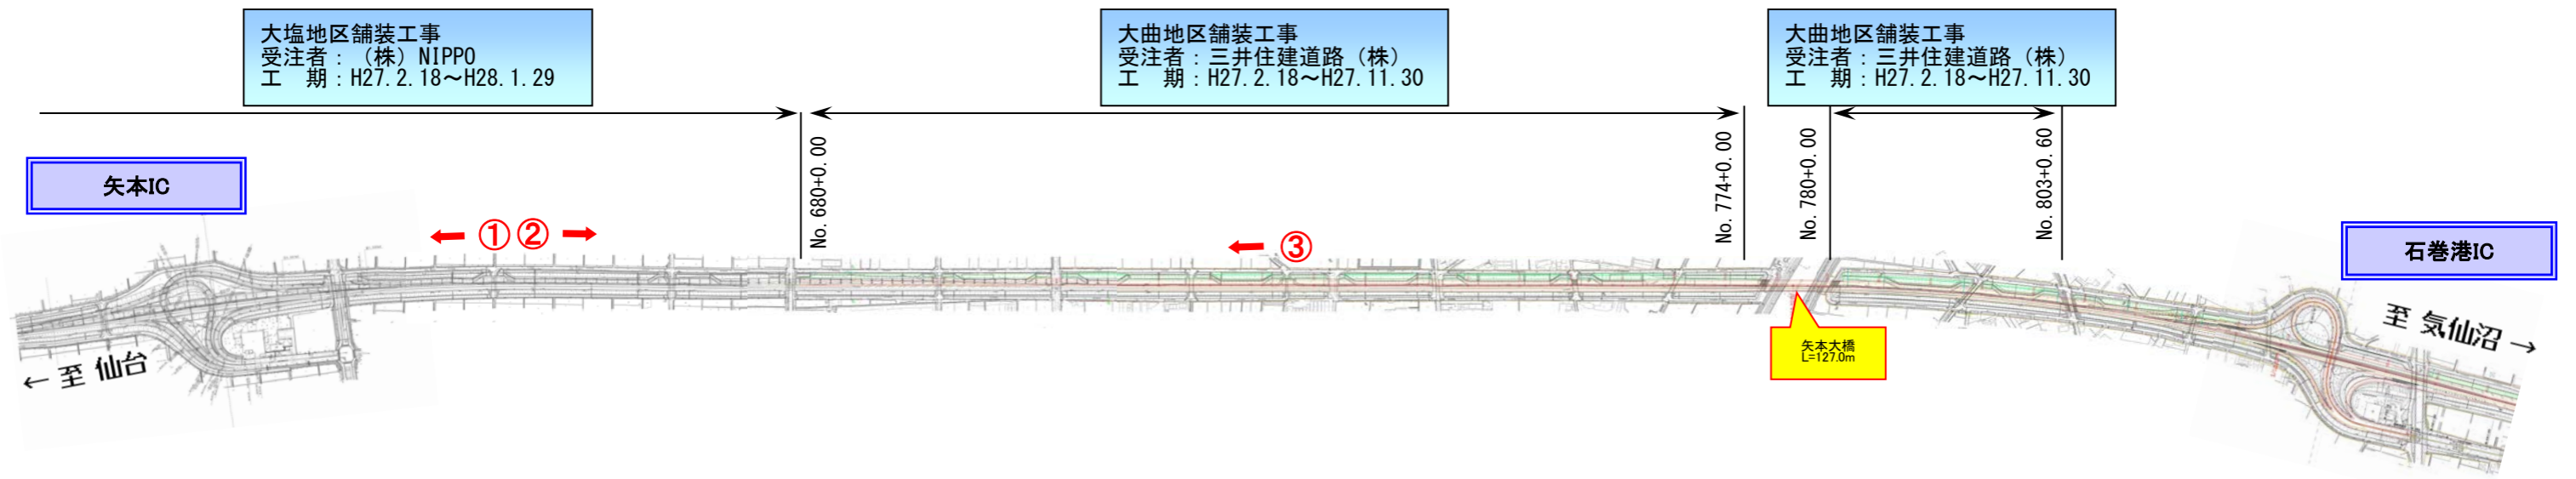 大塩地区舗装工事
受注者：（株）NIPPO
工　期：H27.2.18～H28.1.29
大曲地区舗装工事
受注者：三井住建道路（株）
工　期：H27.2.18～H27.11.30
大曲地区舗装工事
受注者：三井住建道路（株）
工　期：H27.2.18～H27.11.30
No.680+0.00
No.774+0.00
No.780+0.00
No.803+0.60
矢本IC
①②
③
石巻港IC
矢本大橋
L=127.0m
←至 仙台
至 気仙沼→